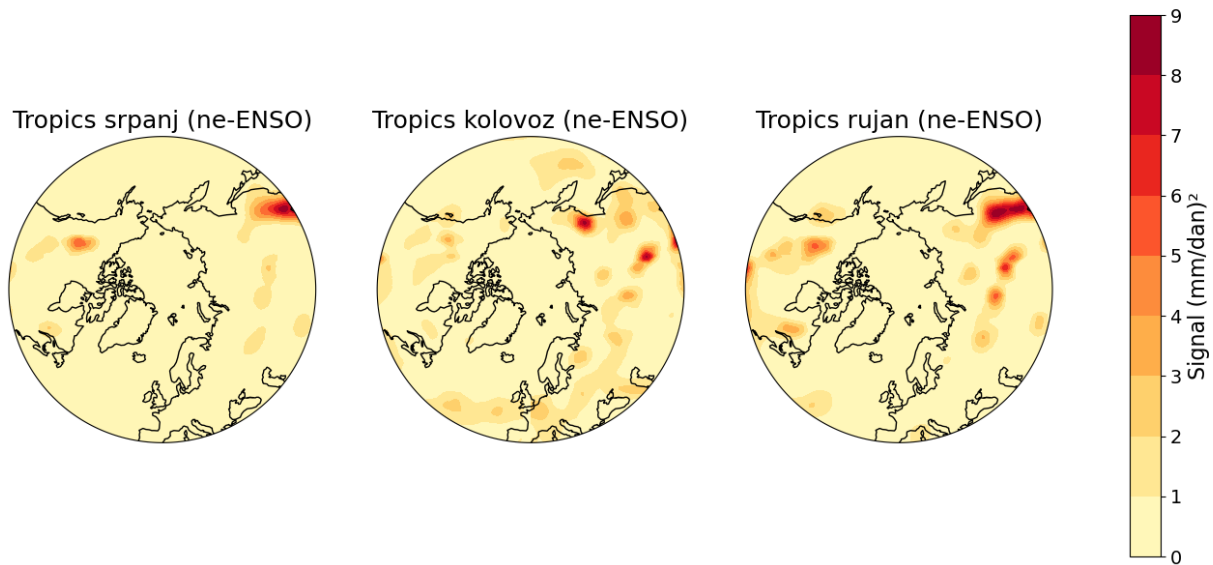 Tropics srpanj (ne-ENSO)
Tropics kolovoz (ne-ENSO)
Tropics rujan (ne-ENSO)
9
8
7
6
5
4
3
2
1
0
Signal (mm/dan)²